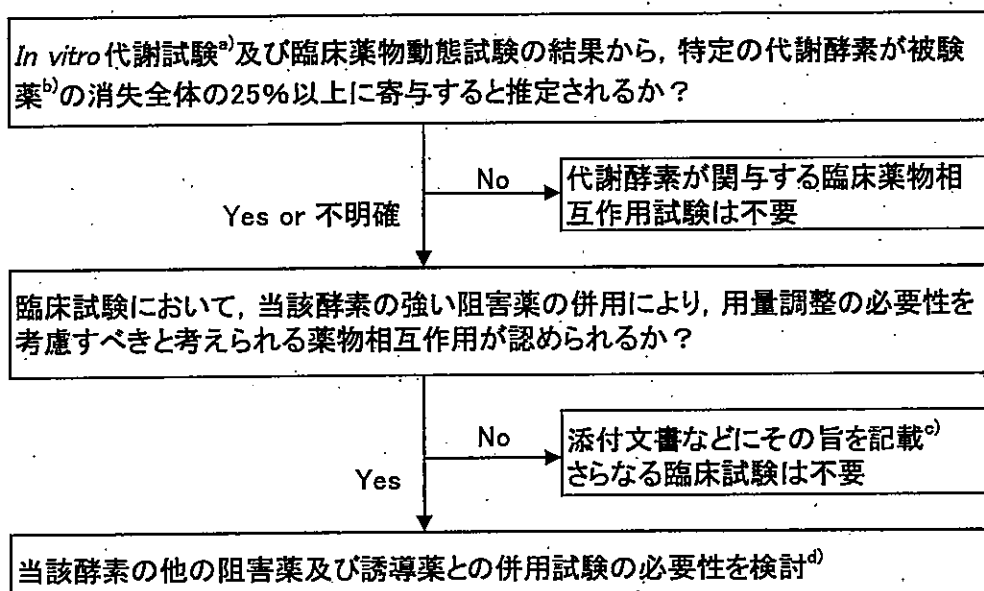 In vitro代謝試験a)及び臨床薬物動態試験の結果から，特定の代謝酵素が被験
薬b)の消失全体の25%以上に寄与すると推定されるか？
No
代謝酵素が関与する臨床薬物相
互作用試験は不要
Yes or 不明確
臨床試験において，当該酵素の強い阻害薬の併用により，用量調整の必要性を
考慮すべきと考えられる薬物相互作用が認められるか？
No
添付文書などにその旨を記載c)
さらなる臨床試験は不要
Yes
当該酵素の他の阻害薬及び誘導薬との併用試験の必要性を検討d)